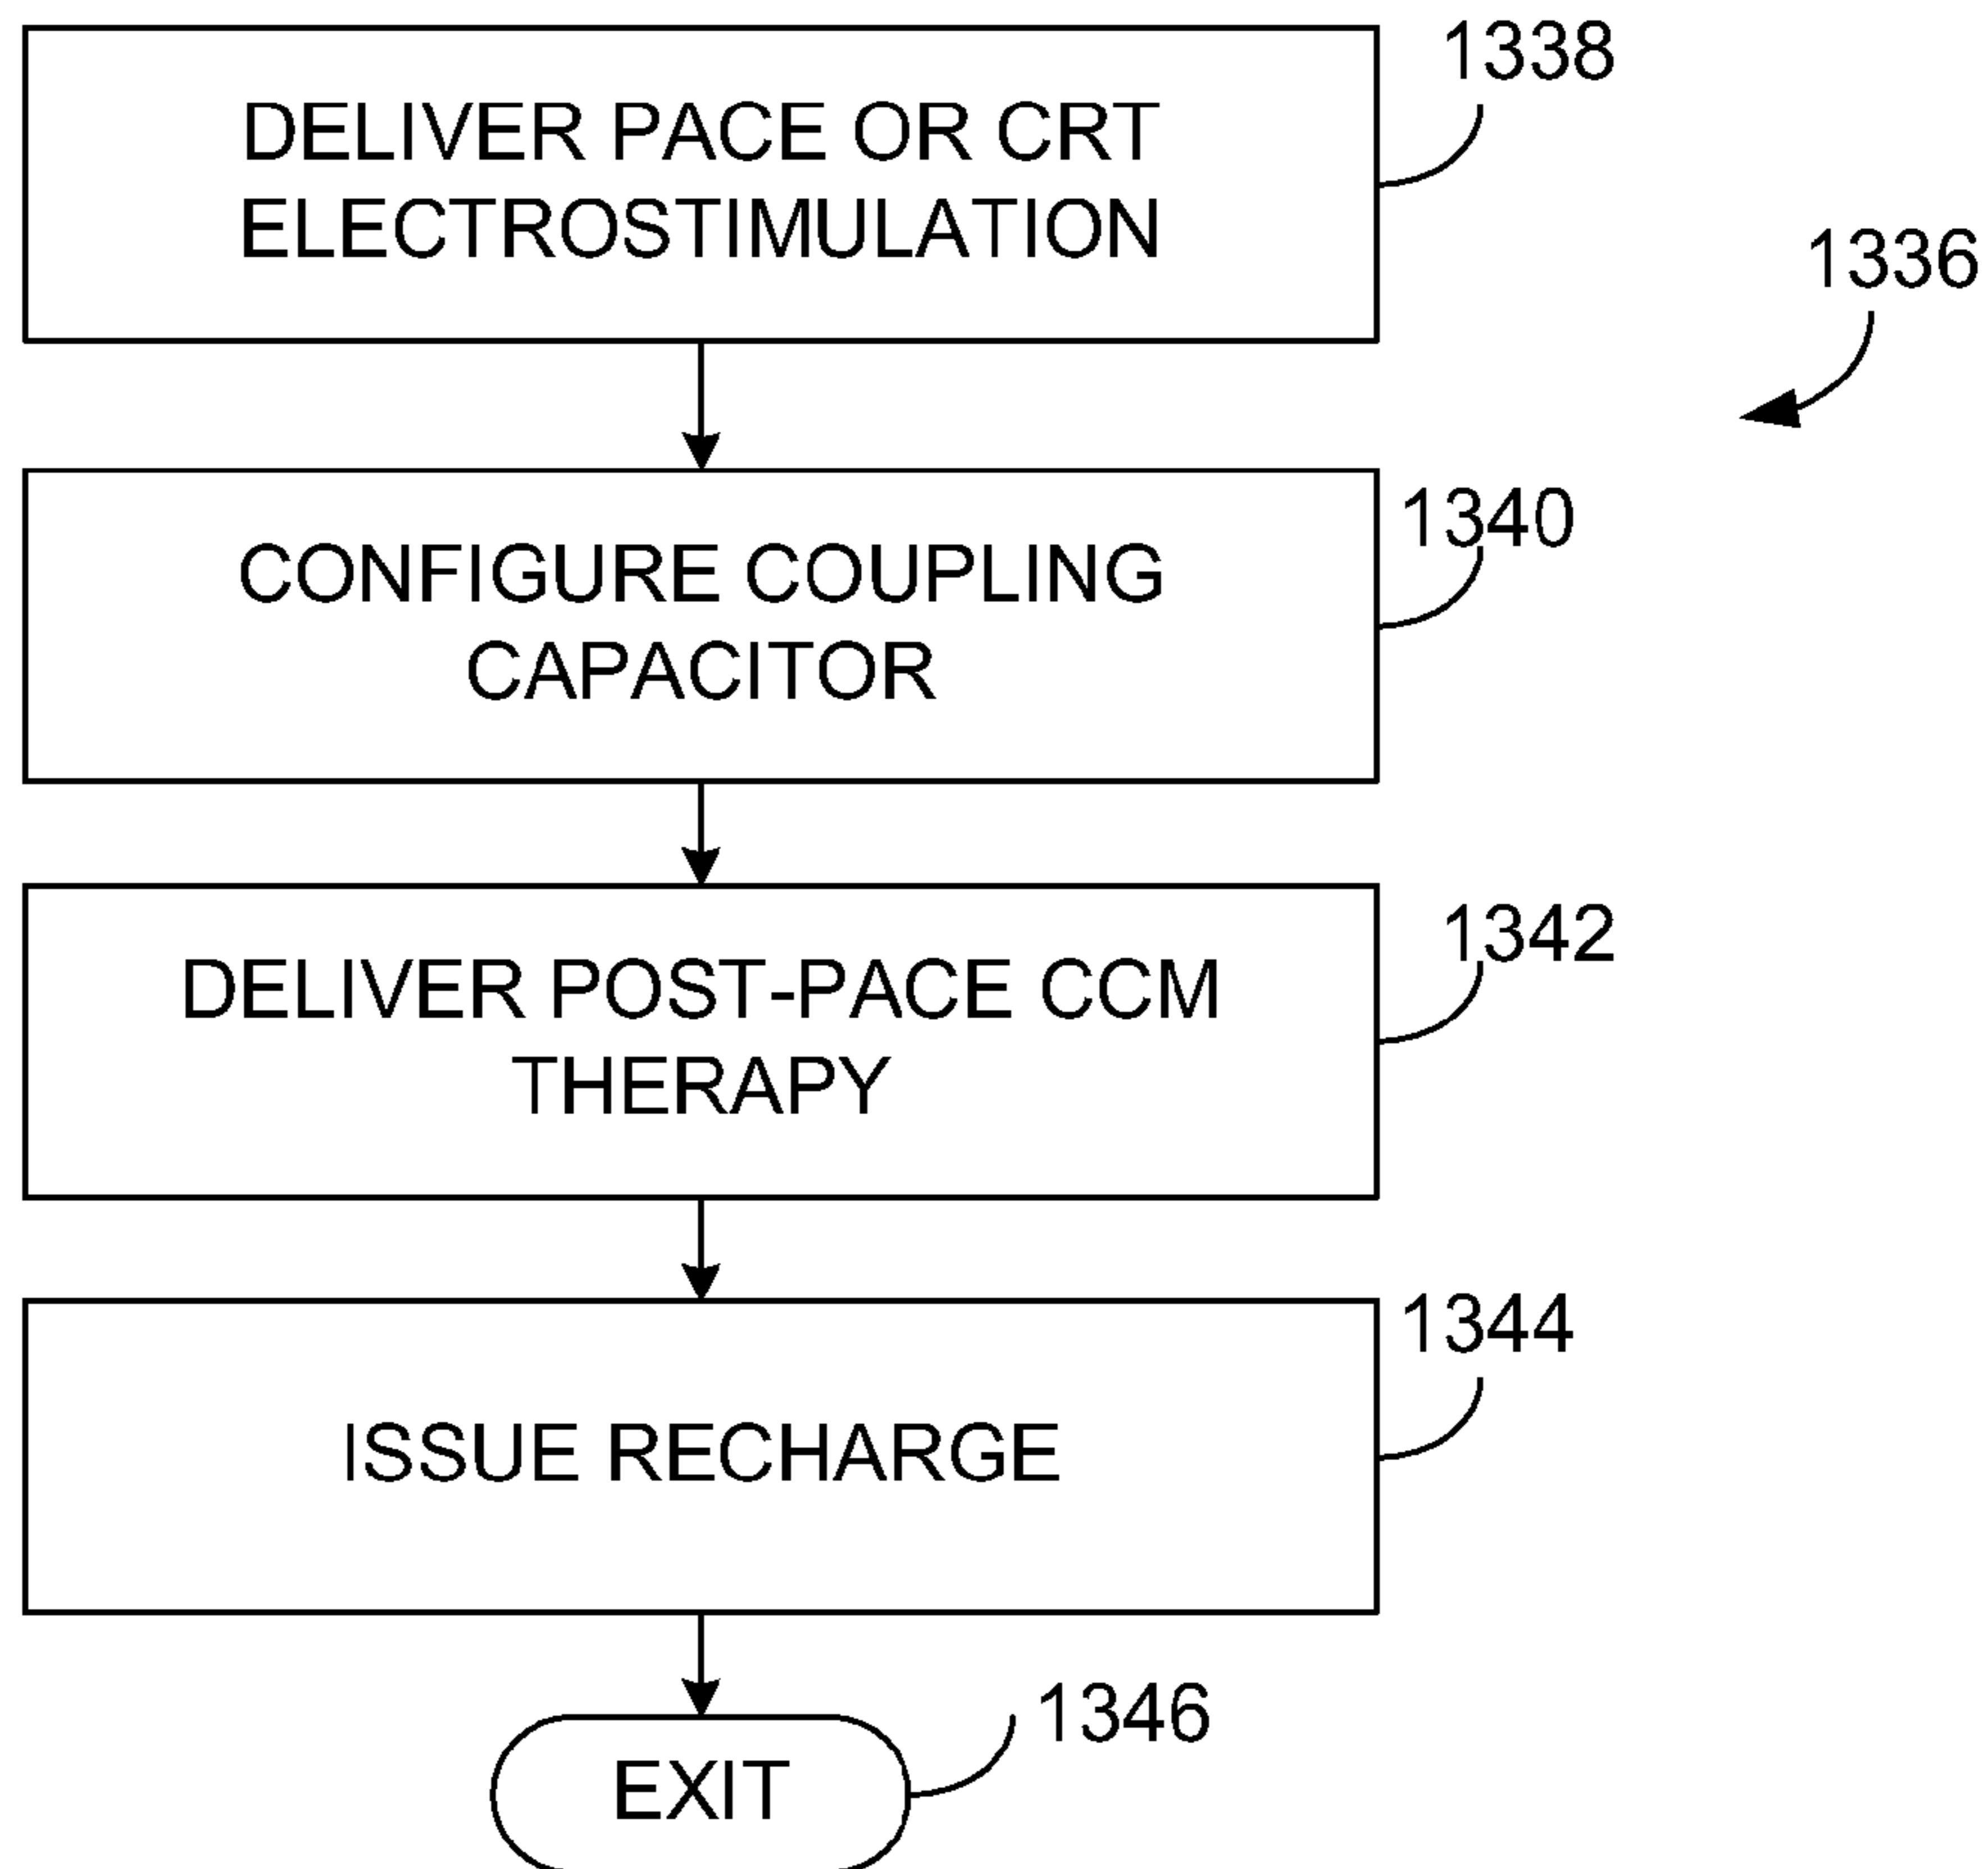 DELIVER PACE OR CRT
ELECTROSTIMULATION
1338
1336
CONFIGURE COUPLING
CAPACITOR
1340
DELIVER POST-PACE CCM
THERAPY
1342
ISSUE RECHARGE
1344
EXIT
1346